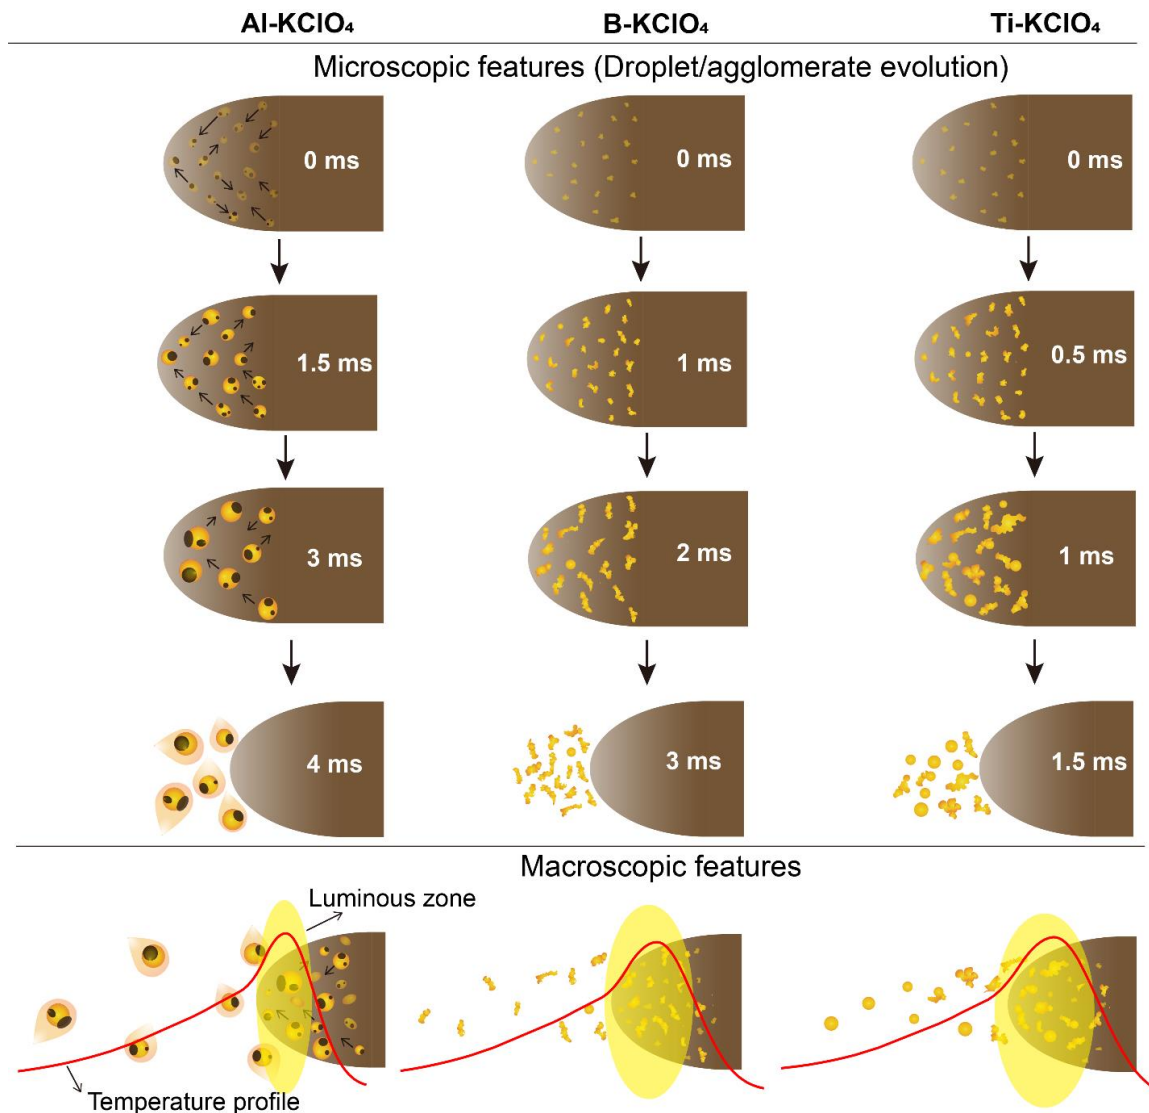 Al-KClO₄ B-KClO₄ Ti-KClO₄
Microscopic features (Droplet/agglomerate evolution)
0 ms 0 ms 0 ms
1.5 ms 1 ms 0.5 ms
3 ms 2 ms 1 ms
4 ms 3 ms 1.5 ms
Macroscopic features
Luminous zone
Temperature profile